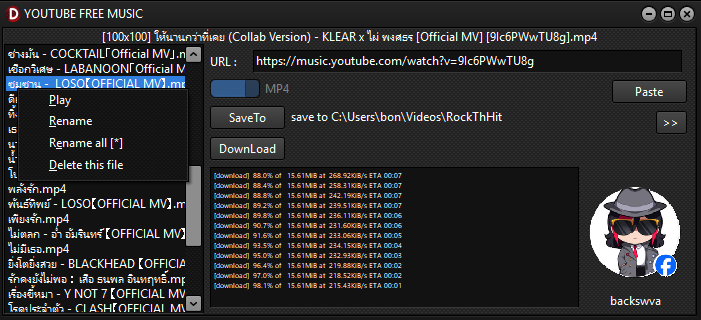 YOUTUBE FREE MUSIC
[100x100] ให้นานกว่าที่เคย (Collab Version) - KLEAR x ไผ่ พงศธร [Official MV] [9Ic6PWwTU8g].mp4
ช่างมัน - COCKTAIL「Official MV」.m
เชือกวิเศษ - LABANOON「Official M
ซมซาน - LOSO【OFFICIAL MV】.mp
Play
Rename
Rename all [*]
Delete this file
พลังรัก.mp4
พันธ์ทิพย์ - LOSO【OFFICIAL MV】.m
เพียงรัก.mp4
ไม่ตลก - อ่ำ อัมรินทร์【OFFICIAL MV
ไม่มีเธอ.mp4
ยิ่งโตยิ่งสวย - BLACKHEAD【OFFICIA
รักคงยังไม่พอ : เสือ ธนพล อินทฤทธิ์.mp
เรื่องขี้หมา - Y NOT 7【OFFICIAL MV
โรคประจำตัว - CLASH【OFFICIAL MV
URL :
https://music.youtube.com/watch?v=9Ic6PWwTU8g
MP4
Paste
SaveTo
save to C:\Users\bon\Videos\RockThHit
>>
DownLoad
[download] 88.0% of 15.61MiB at 268.92KiB/s ETA 00:07
[download] 88.4% of 15.61MiB at 258.31KiB/s ETA 00:07
[download] 88.8% of 15.61MiB at 242.19KiB/s ETA 00:07
[download] 89.2% of 15.61MiB at 239.51KiB/s ETA 00:07
[download] 89.8% of 15.61MiB at 236.11KiB/s ETA 00:06
[download] 90.7% of 15.61MiB at 231.60KiB/s ETA 00:06
[download] 91.6% of 15.61MiB at 233.06KiB/s ETA 00:05
[download] 93.5% of 15.61MiB at 234.15KiB/s ETA 00:04
[download] 95.0% of 15.61MiB at 232.93KiB/s ETA 00:03
[download] 96.4% of 15.61MiB at 219.88KiB/s ETA 00:02
[download] 97.0% of 15.61MiB at 218.52KiB/s ETA 00:02
[download] 98.1% of 15.61MiB at 215.43KiB/s ETA 00:01
backswva